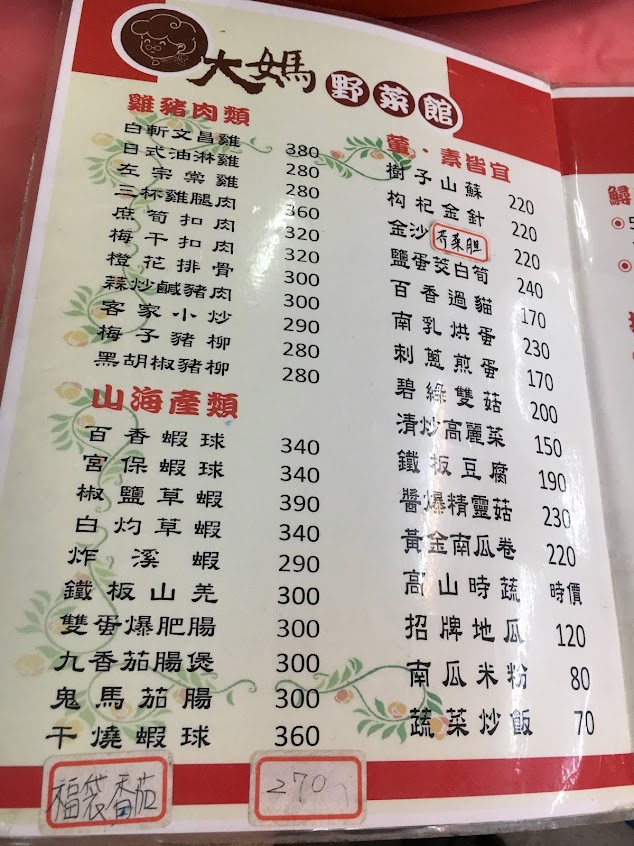 大媽野菜館
雞豬肉類
白斬文昌雞 380
日式油淋雞 280
左宗棠雞 280
三杯雞腿肉 360
庶筍扣肉 320
梅干扣肉 320
橙花排骨 300
蒜炒鹹豬肉 300
客家小炒 290
梅子豬柳 280
黑胡椒豬柳 280
山海產類
百香蝦球 340
宮保蝦球 340
椒鹽草蝦 390
白灼草蝦 340
炸溪蝦 290
鐵板山羌 300
雙蛋爆肥腸 300
九香茄腸煲 300
鬼馬茄腸 300
干燒蝦球 360
福袋番茄 270
葷·素皆宜
樹子山蘇 220
枸杞金針 220
金沙芥菜胆 220
鹽蛋茭白筍 240
百香過貓 170
南乳烘蛋 230
刺蔥煎蛋 170
碧綠雙菇 200
清炒高麗菜 150
鐵板豆腐 190
醬爆精靈菇 230
黃金南瓜卷 220
高山時蔬 時價
招牌地瓜 120
南瓜米粉 80
蔬菜炒飯 70